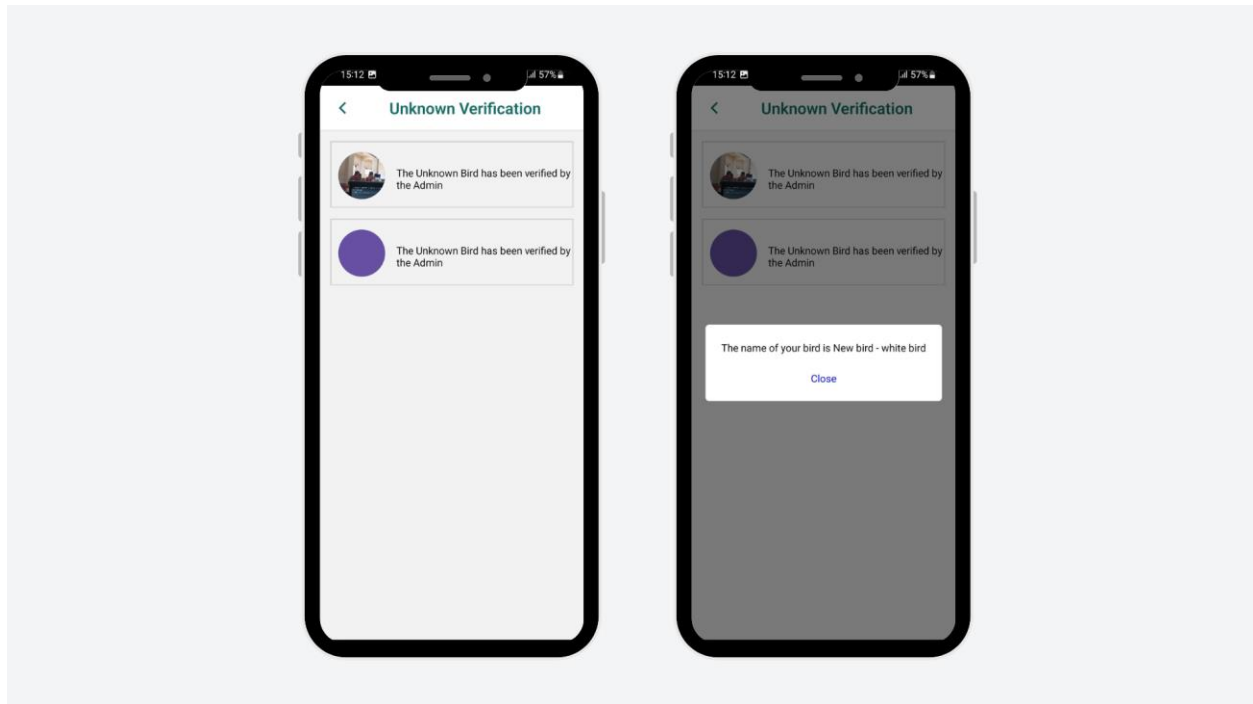 15:12
57%
Unknown Verification
The Unknown Bird has been verified by
the Admin
The Unknown Bird has been verified by
the Admin
15:12
57%
Unknown Verification
The Unknown Bird has been verified by
the Admin
The Unknown Bird has been verified by
the Admin
The name of your bird is New bird - white bird
Close